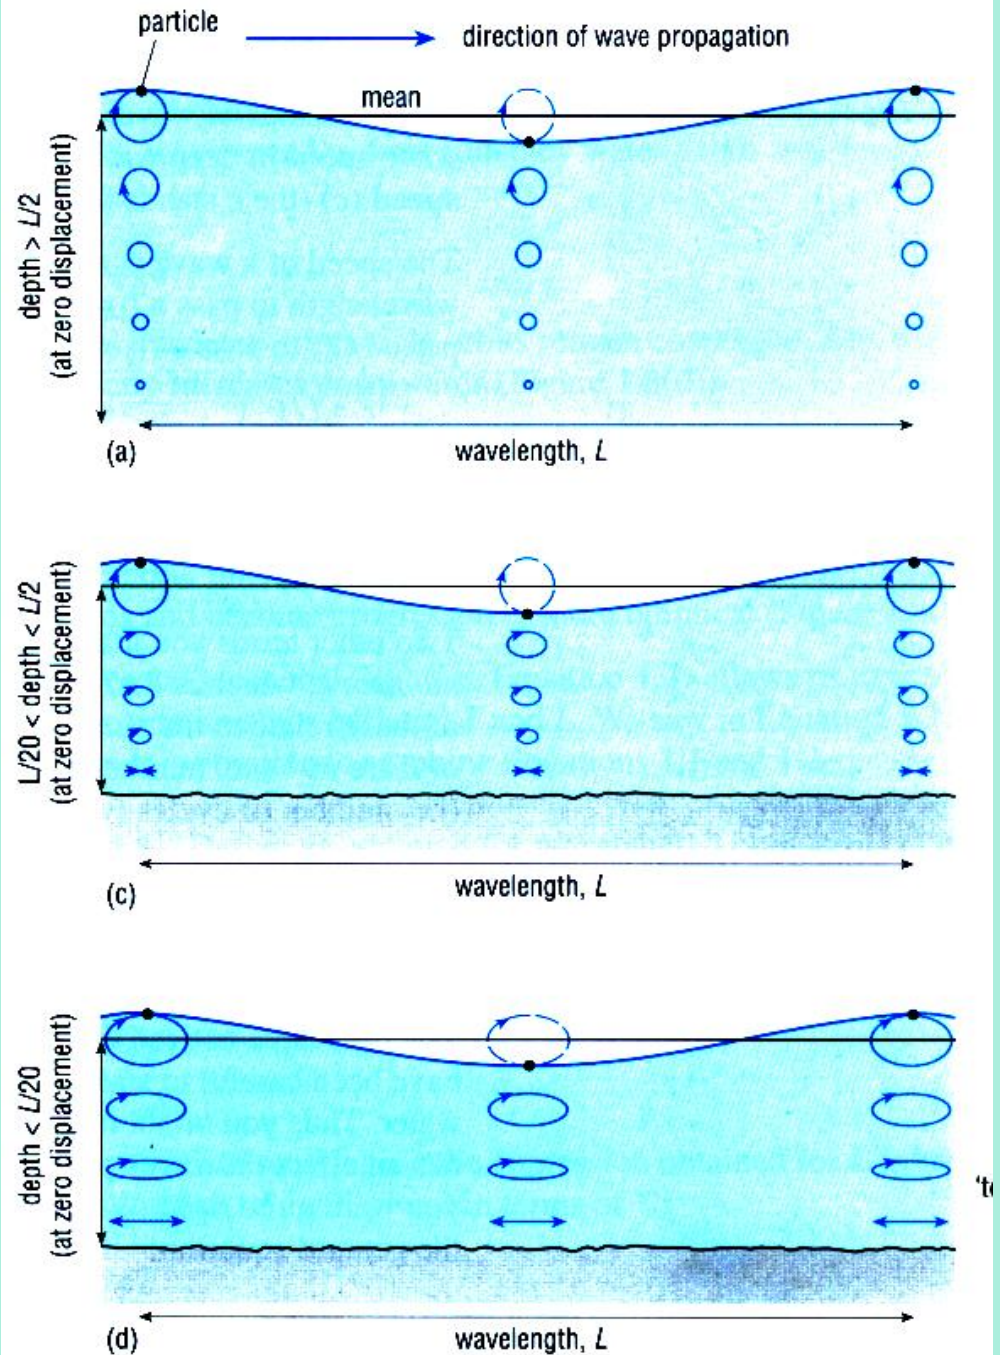 particle
direction of wave propagation
mean
depth > L/2
(at zero displacement)
wavelength, L
(a)
L/20 < depth < L/2
(at zero displacement)
wavelength, L
(c)
depth < L/20
(at zero displacement)
wavelength, L
(d)